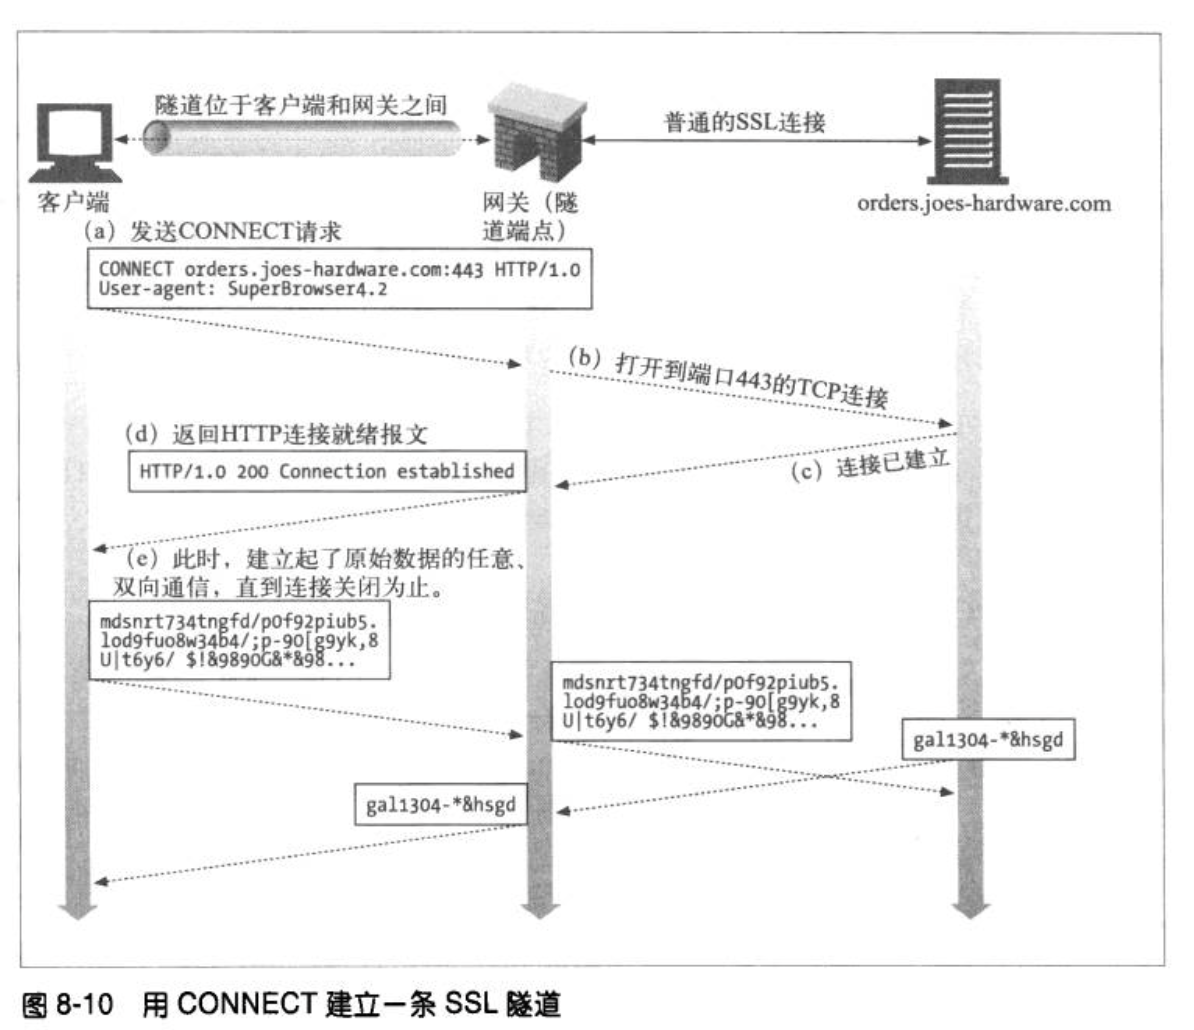 隧道位于客户端和网关之间
普通的SSL连接
客户端
网关（隧
道端点）
orders.joes-hardware.com
（a）发送CONNECT请求
CONNECT orders.joes-hardware.com:443 HTTP/1.0
User-agent: SuperBrowser4.2
（b）打开到端口443的TCP连接
（c）连接已建立
（d）返回HTTP连接就绪报文
HTTP/1.0 200 Connection established
（e）此时，建立起了原始数据的任意、
双向通信，直到连接关闭为止。
mdsnrt734tngfd/p0f92piub5.
lod9fuo8w34b4/;p-90[g9yk,8
U|t6y6/ $!&9890G&*&98...
mdsnrt734tngfd/p0f92piub5.
lod9fuo8w34b4/;p-90[g9yk,8
U|t6y6/ $!&9890G&*&98...
gal1304-*&hsgd
gal1304-*&hsgd
图 8-10 用 CONNECT 建立一条 SSL 隧道